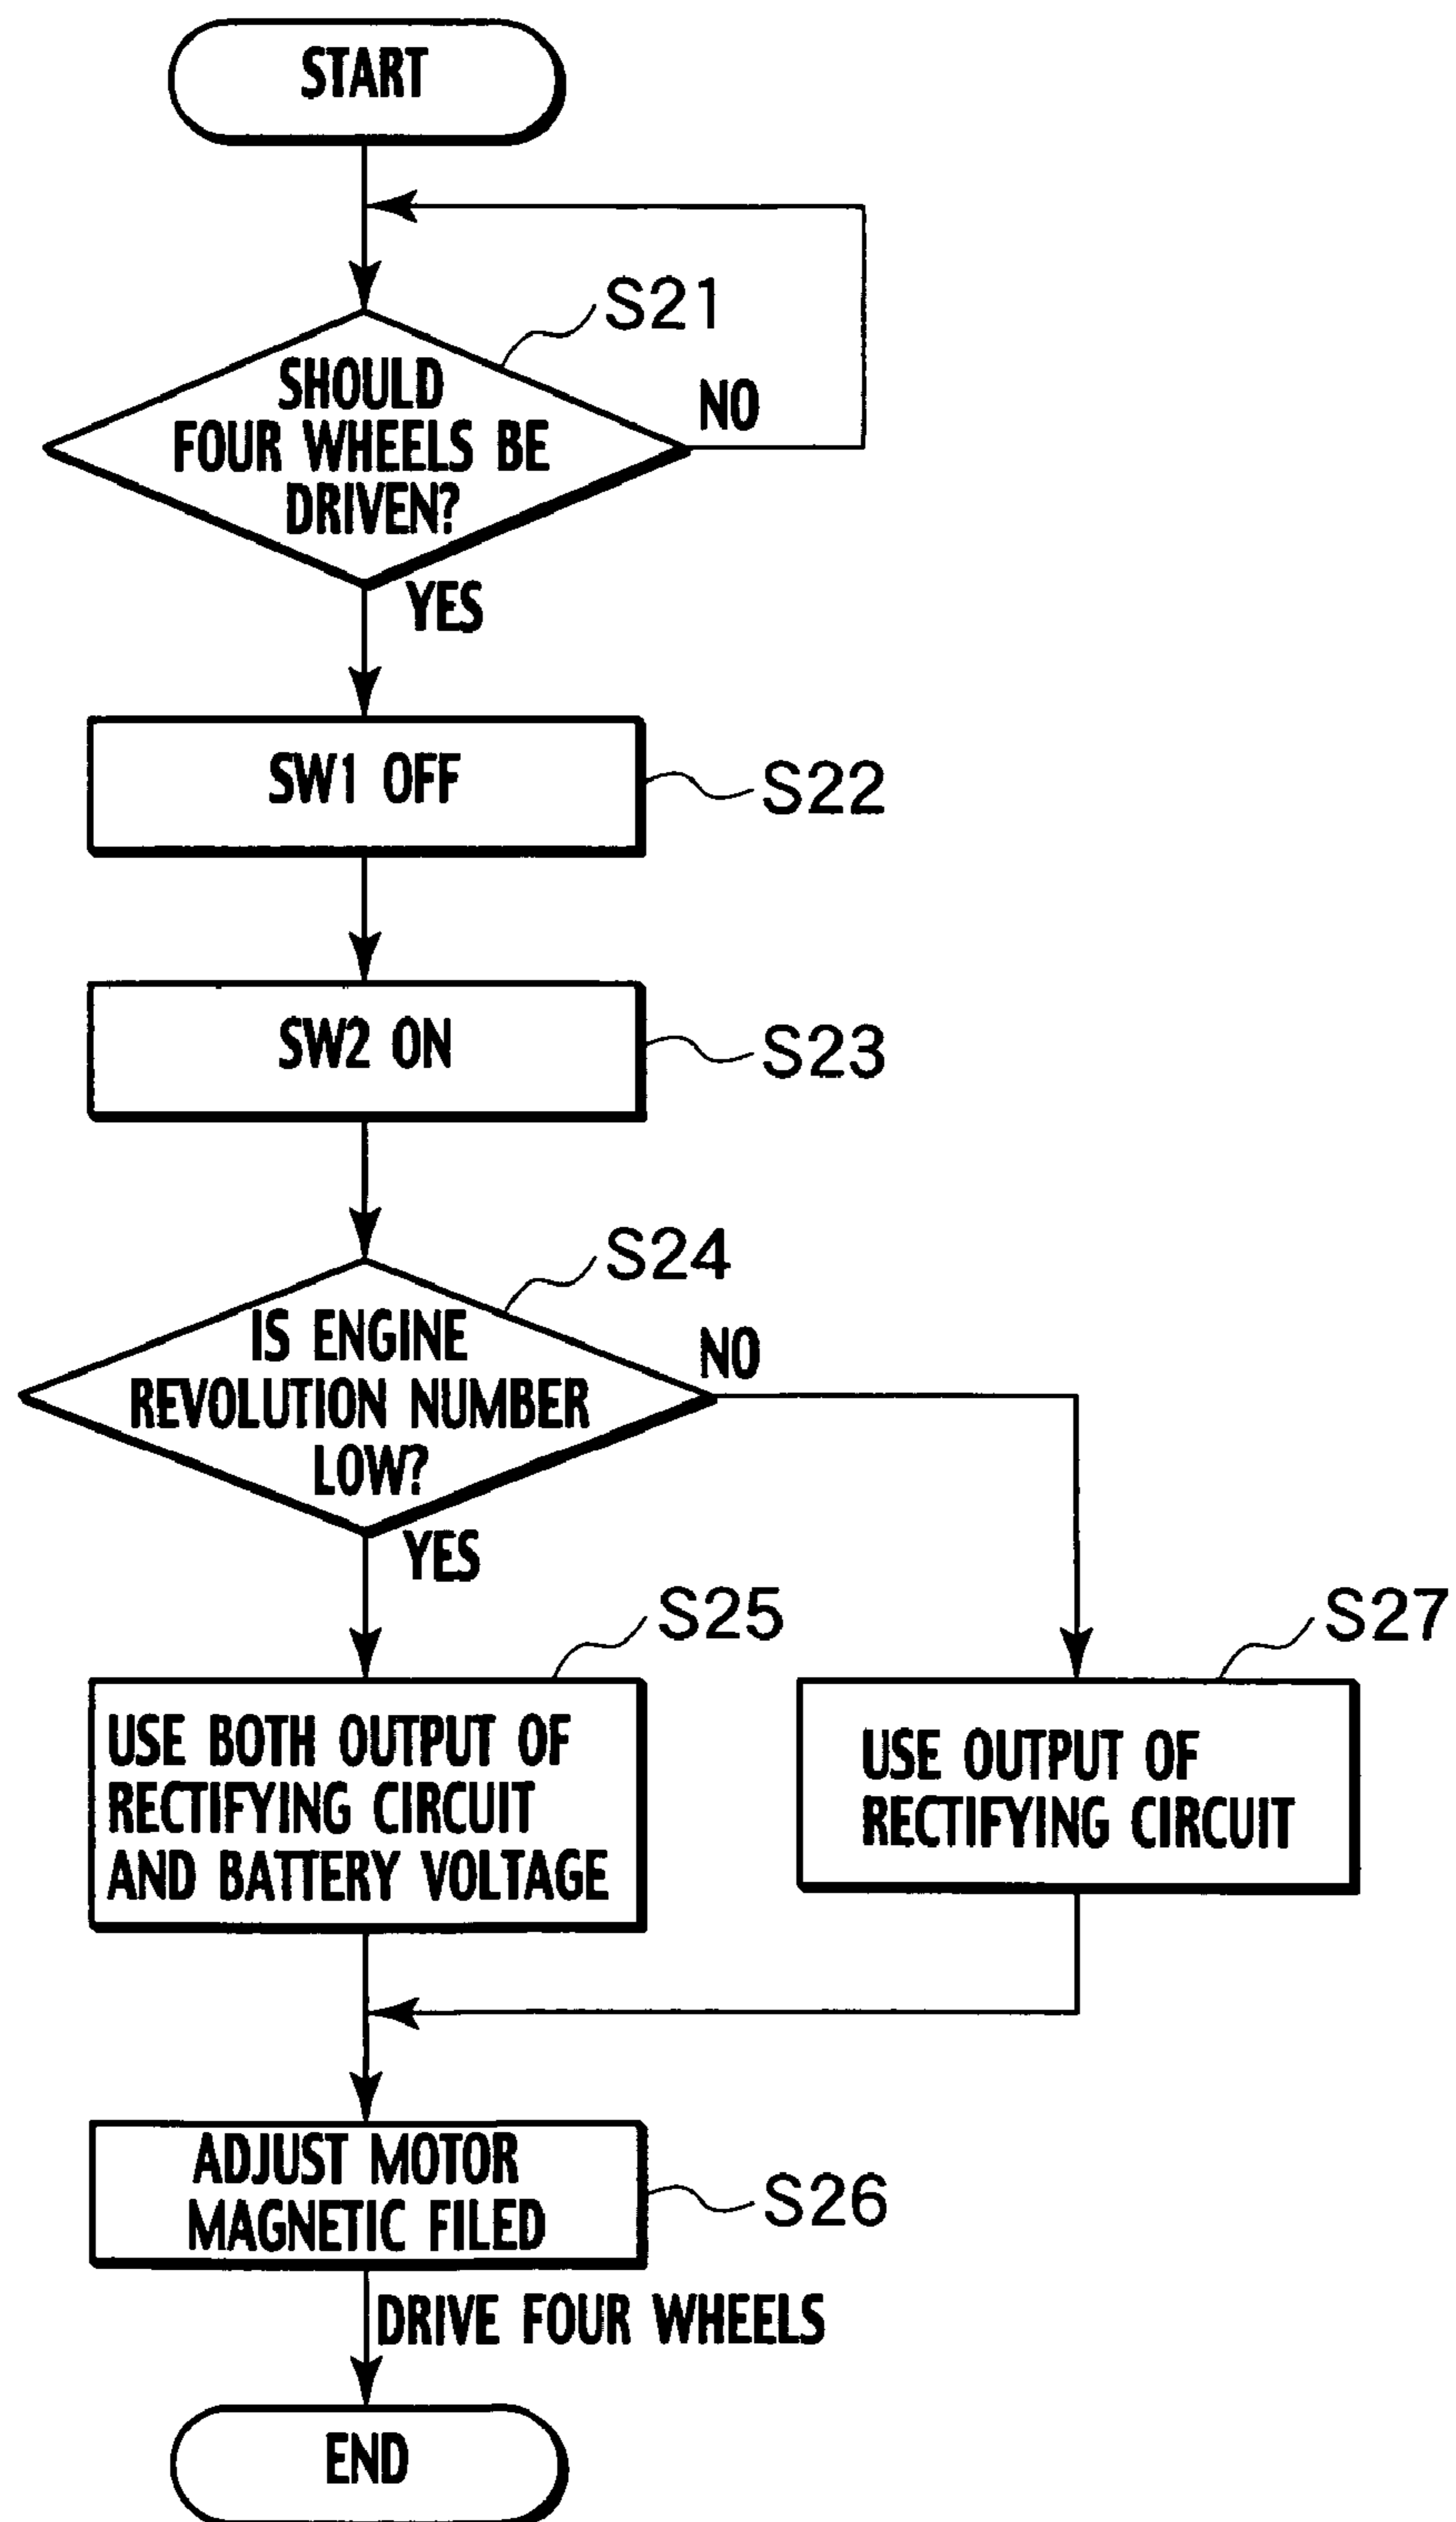 START
S21
SHOULD
FOUR WHEELS BE
DRIVEN?
NO
YES
SW1 OFF
S22
SW2 ON
S23
S24
IS ENGINE
REVOLUTION NUMBER
LOW?
NO
YES
S25
USE BOTH OUTPUT OF
RECTIFYING CIRCUIT
AND BATTERY VOLTAGE
S27
USE OUTPUT OF
RECTIFYING CIRCUIT
ADJUST MOTOR
MAGNETIC FILED
S26
DRIVE FOUR WHEELS
END